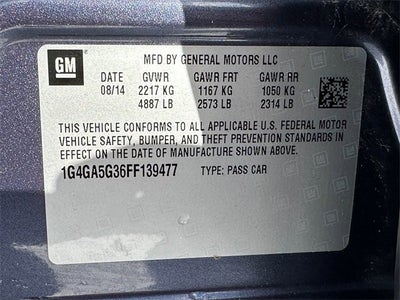 GM
MFD BY GENERAL MOTORS LLC
DATE GVWR GAWR FRT GAWR RR
08/14 2217 KG 1167 KG 1050 KG
4887 LB 2573 LB 2314 LB
THIS VEHICLE CONFORMS TO ALL APPLICABLE U.S. FEDERAL MOTOR
VEHICLE SAFETY, BUMPER, AND THEFT PREVENTION STANDARDS
IN EFFECT ON THE DATE OF MANUFACTURE SHOWN ABOVE.
1G4GA5G36FF139477 TYPE: PASS CAR